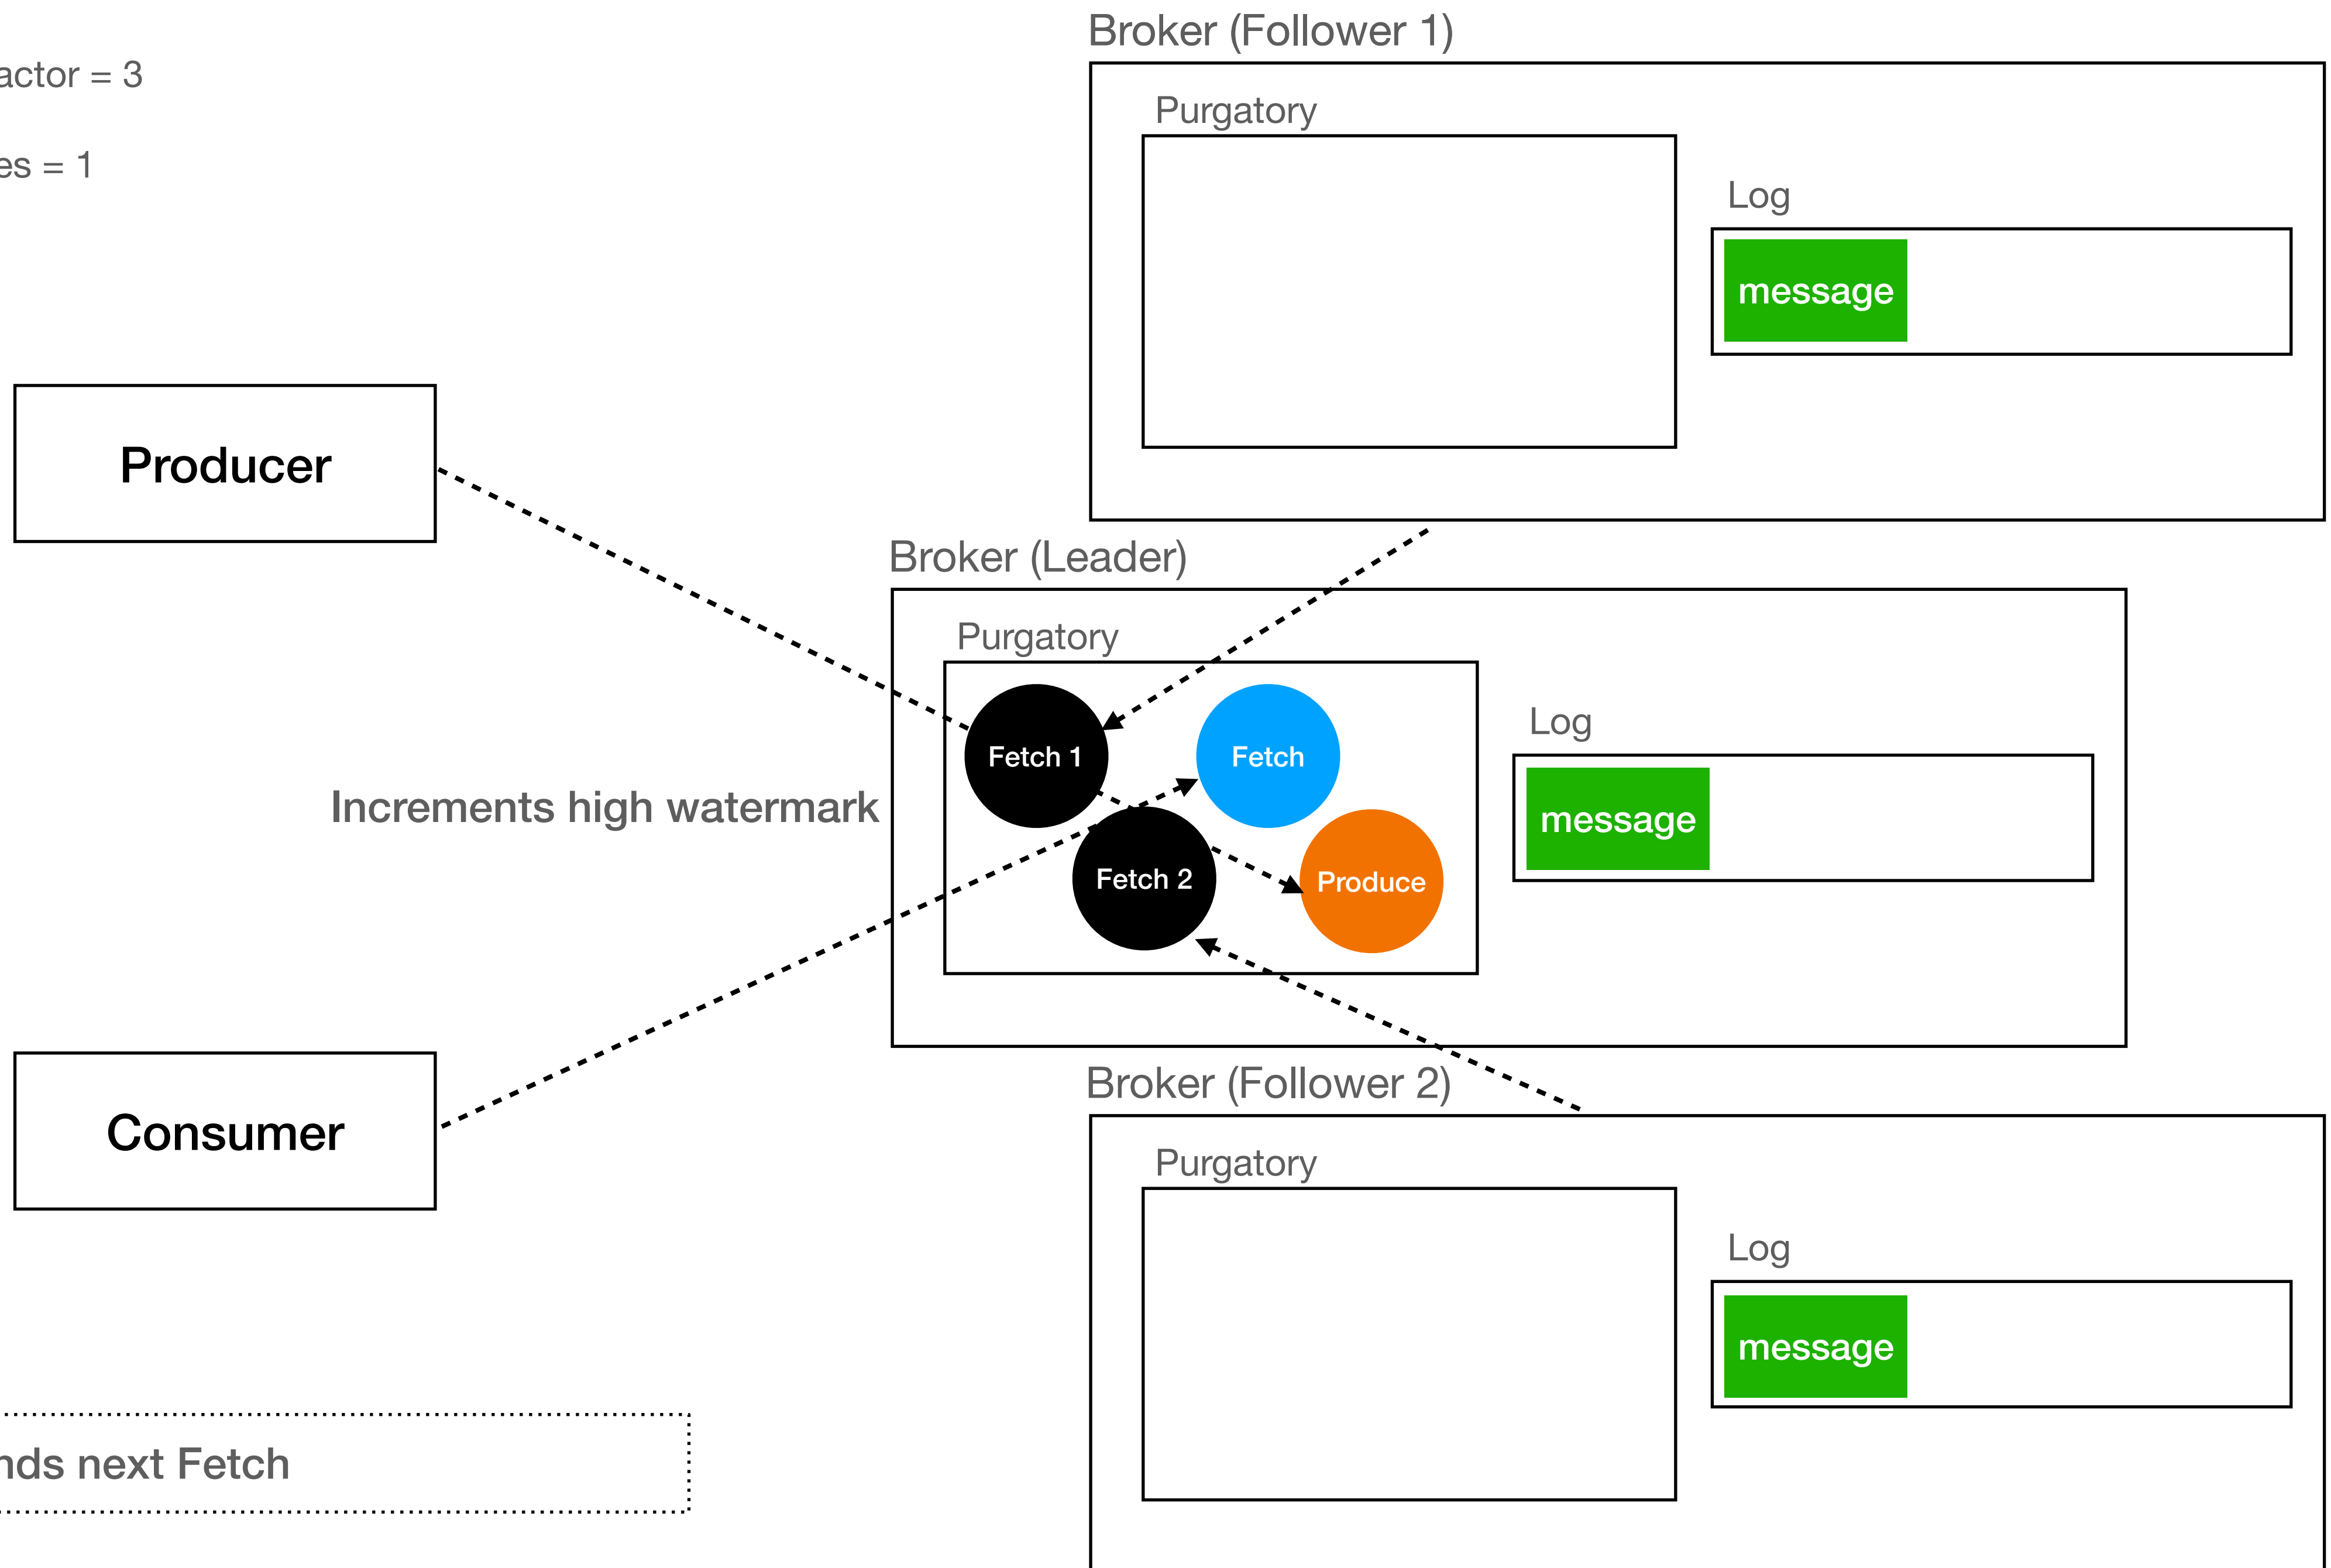 Broker (Follower 1)
actor = 3
Purgatory
es = 1
Log
message
Producer
Broker (Leader)
Purgatory
Fetch 1
Fetch
Log
Increments high watermark
message
Fetch 2
Produce
Broker (Follower 2)
Consumer
Purgatory
Log
message
nds next Fetch